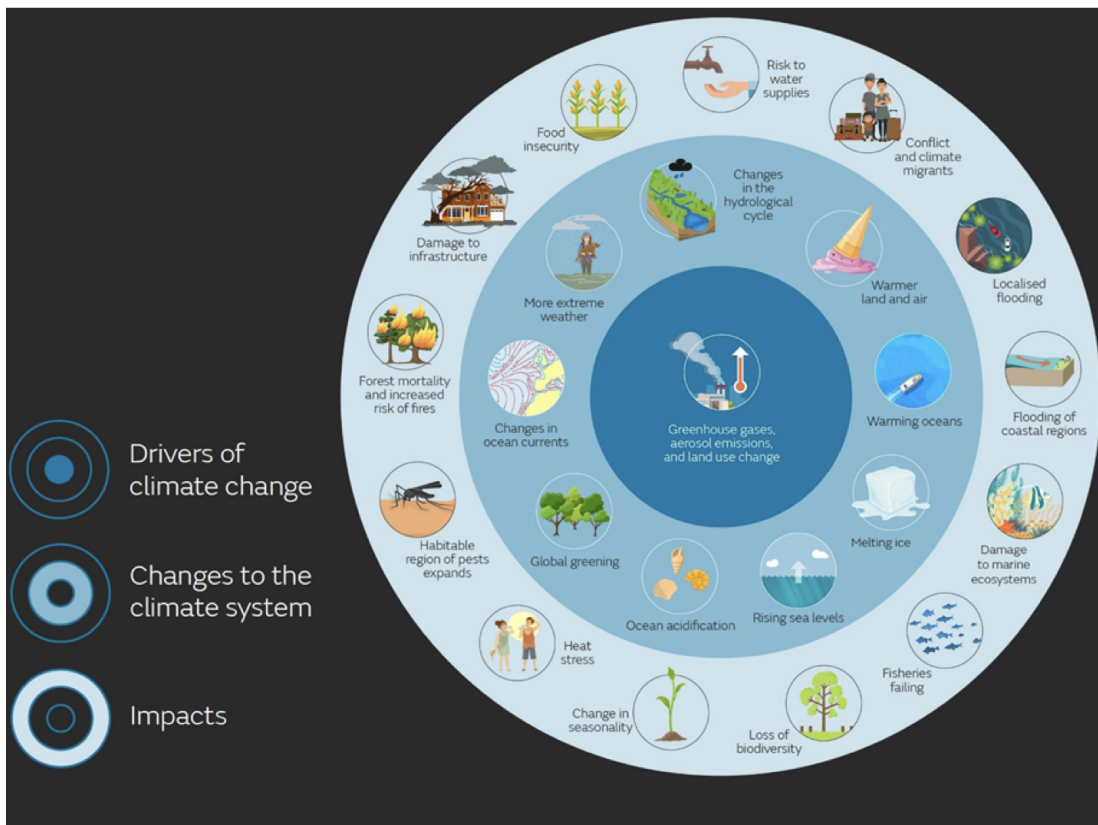 Risk to
water
supplies
Food
insecurity
Conflict
and climate
migrants
Damage to
infrastructure
Changes
in the
hydrological
cycle
Localised
flooding
More extreme
weather
Warmer
land and air
Forest mortality
and increased
risk of fires
Changes in
ocean currents
Greenhouse gases,
aerosol emissions,
and land use change
Warming oceans
Flooding of
coastal regions
Drivers of
climate change
Habitable
region of pests
expands
Global greening
Melting ice
Damage
to marine
ecosystems
Changes to the
climate system
Ocean acidification
Rising sea levels
Heat
stress
Fisheries
failing
Impacts
Change in
seasonality
Loss of
biodiversity